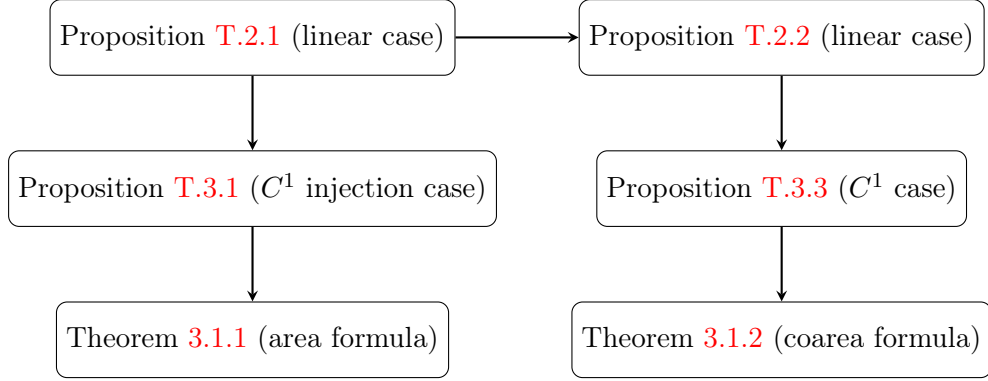 Proposition T.2.1 (linear case)
Proposition T.2.2 (linear case)
Proposition T.3.1 (C¹ injection case)
Proposition T.3.3 (C¹ case)
Theorem 3.1.1 (area formula)
Theorem 3.1.2 (coarea formula)